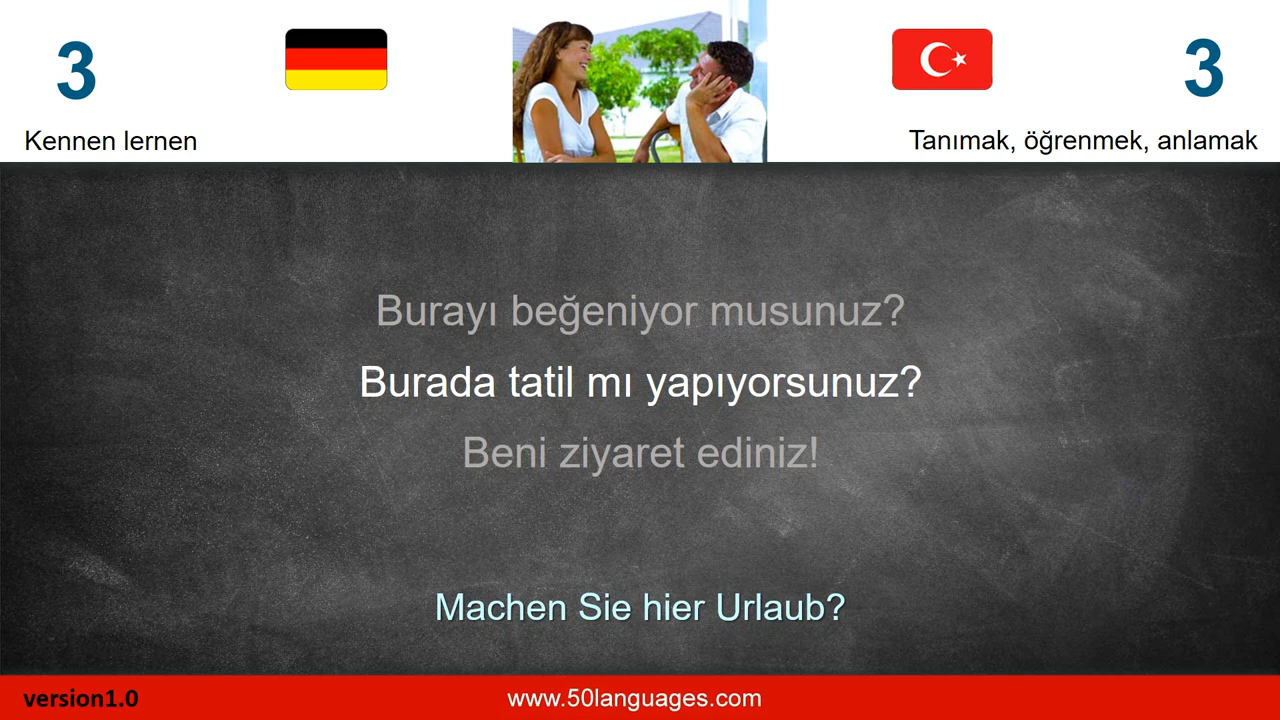 3
3
Kennen lernen
Tanımak, öğrenmek, anlamak
Burayı beğeniyor musunuz?
Burada tatil mı yapıyorsunuz?
Beni ziyaret ediniz!
Machen Sie hier Urlaub?
version1.0
www.50languages.com